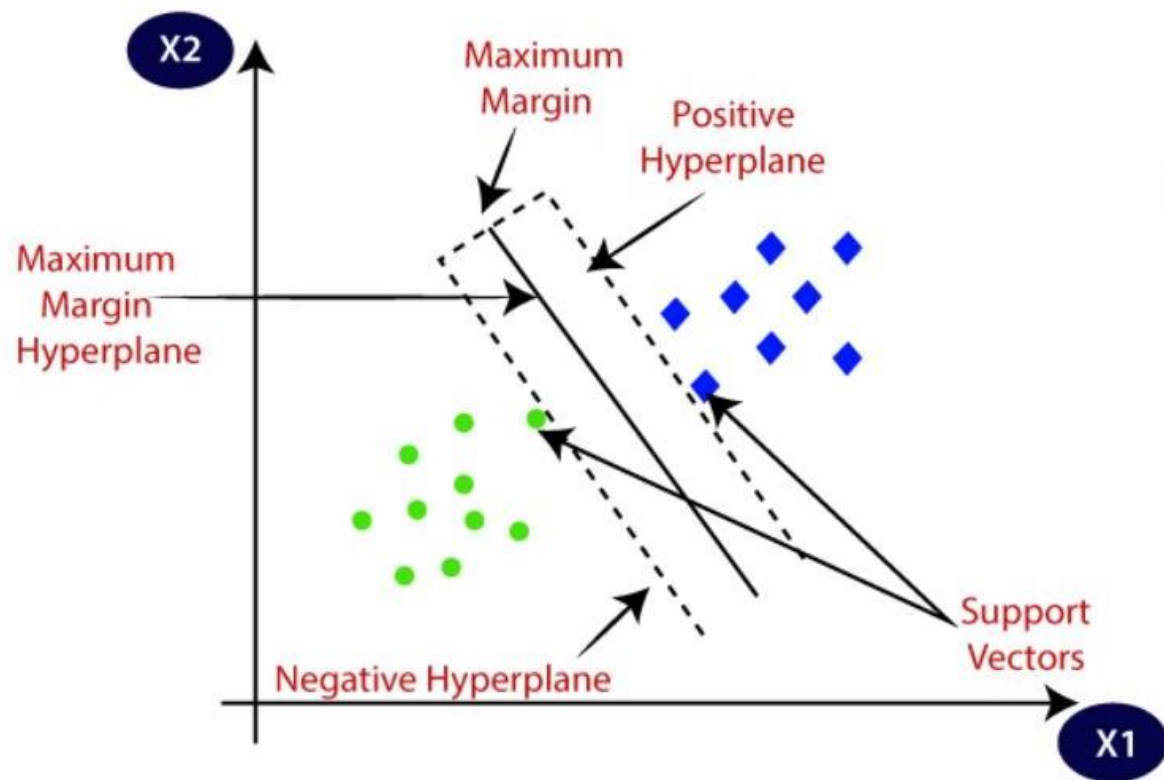 X2
Maximum
Margin
Positive
Hyperplane
Maximum
Margin
Hyperplane
Support
Vectors
Negative Hyperplane
X1